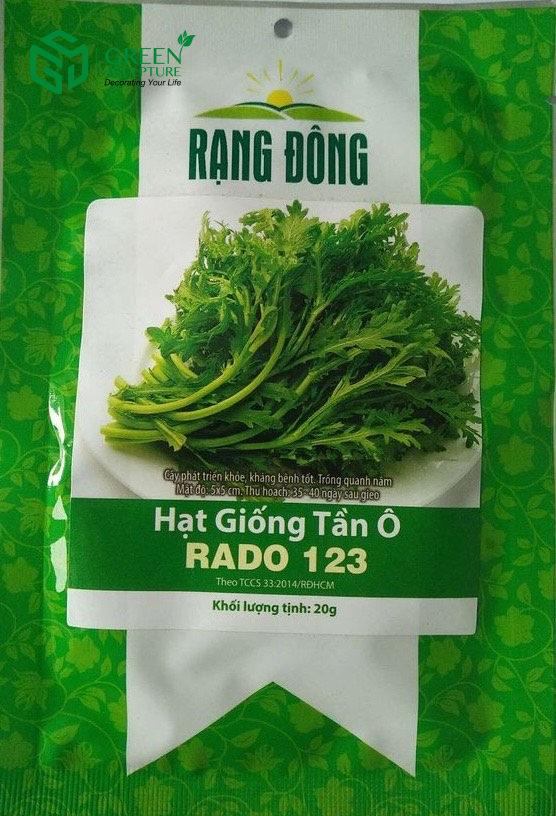 GREEN
Decorating Your Life
RẠNG ĐÔNG
Cây phát triển khỏe, kháng bệnh tốt. Trồng quanh năm
Mật độ: 5x5 cm. Thu hoạch: 35-40 ngày sau gieo
Hạt Giống Tần Ô
RADO 123
Theo TCCS 33:2014/RĐHCM
Khối lượng tịnh: 20g